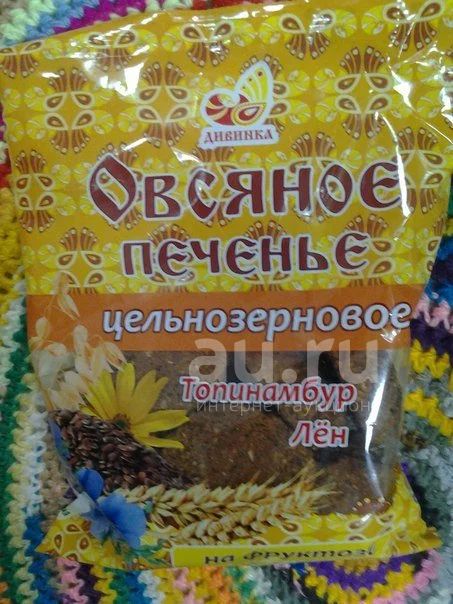 ДИВИНКА
ОВСЯНОЕ
ПЕЧЕНЬЕ
цельнозерновое
au.ru
интернет-аукцион
Топинамбур
Лён
на фруктозе